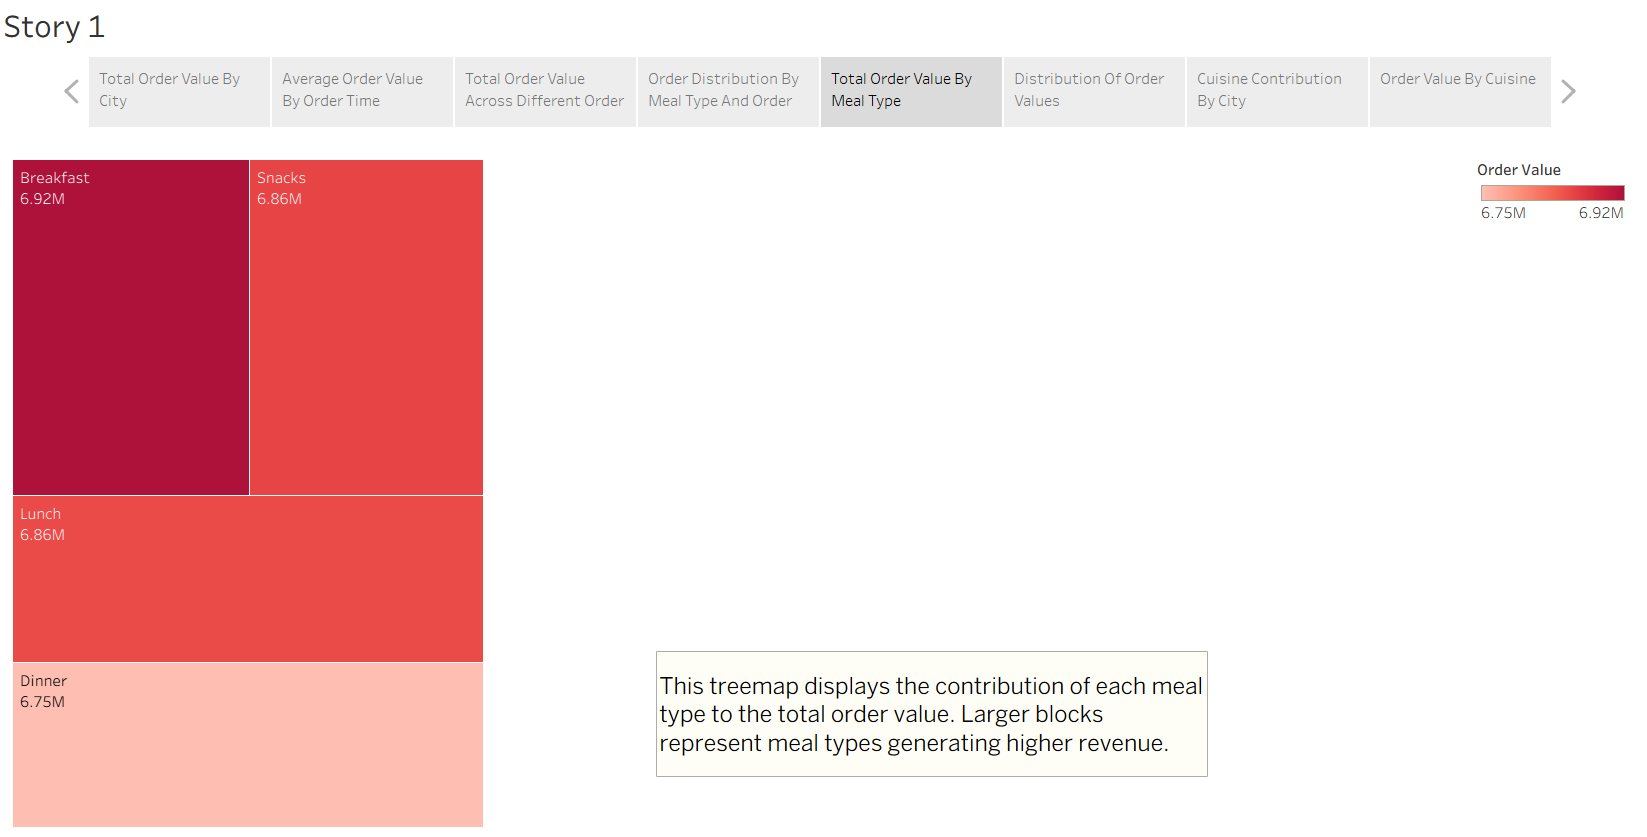 Story 1
Total Order Value By
City
Average Order Value
By Order Time
Total Order Value
Across Different Order
Order Distribution By
Meal Type And Order
Total Order Value By
Meal Type
Distribution Of Order
Values
Cuisine Contribution
By City
Order Value By Cuisine
Breakfast
6.92M
Snacks
6.86M
Lunch
6.86M
Dinner
6.75M
Order Value
6.75M 6.92M
This treemap displays the contribution of each meal
type to the total order value. Larger blocks
represent meal types generating higher revenue.